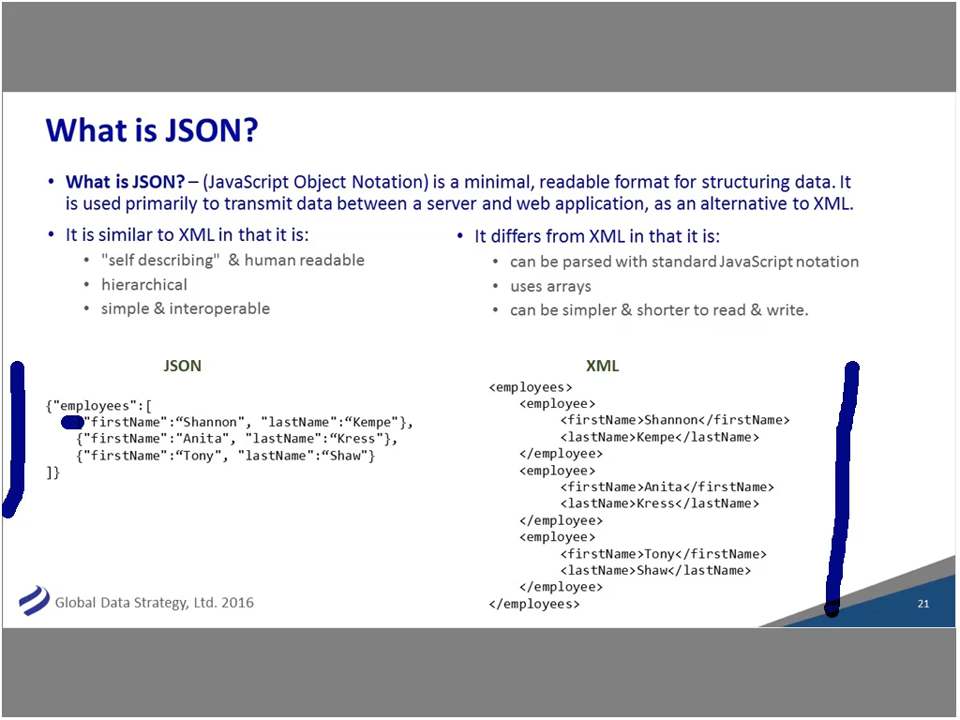 What is JSON?
• What is JSON? – (JavaScript Object Notation) is a minimal, readable format for structuring data. It
is used primarily to transmit data between a server and web application, as an alternative to XML.
• It is similar to XML in that it is:
• "self describing" & human readable
• hierarchical
• simple & interoperable
• It differs from XML in that it is:
• can be parsed with standard JavaScript notation
• uses arrays
• can be simpler & shorter to read & write.
JSON
{"employees":[
"firstName":“Shannon", "lastName":“Kempe"},
{"firstName":"Anita", "lastName":“Kress"},
{"firstName":“Tony", "lastName":“Shaw"}
]}
XML
<employees>
<employee>
<firstName>Shannon</firstName>
<lastName>Kempe</lastName>
</employee>
<employee>
<firstName>Anita</firstName>
<lastName>Kress</lastName>
</employee>
<employee>
<firstName>Tony</firstName>
<lastName>Shaw</lastName>
</employee>
</employees>
Global Data Strategy, Ltd. 2016
21